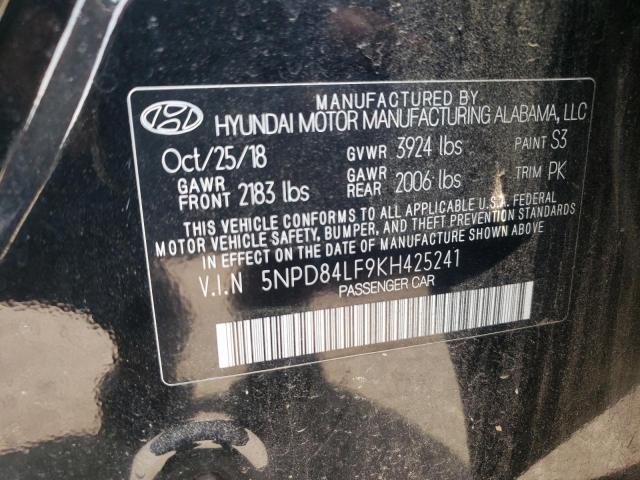 MANUFACTURED BY
HYUNDAI MOTOR MANUFACTURING ALABAMA, LLC
Oct/25/18 GVWR 3924 lbs PAINT S3
GAWR FRONT 2183 lbs GAWR REAR 2006 lbs TRIM PK
THIS VEHICLE CONFORMS TO ALL APPLICABLE U.S.A. FEDERAL
MOTOR VEHICLE SAFETY, BUMPER, AND THEFT PREVENTION STANDARDS
IN EFFECT ON THE DATE OF MANUFACTURE SHOWN ABOVE.
V.I.N 5NPD84LF9KH425241
PASSENGER CAR